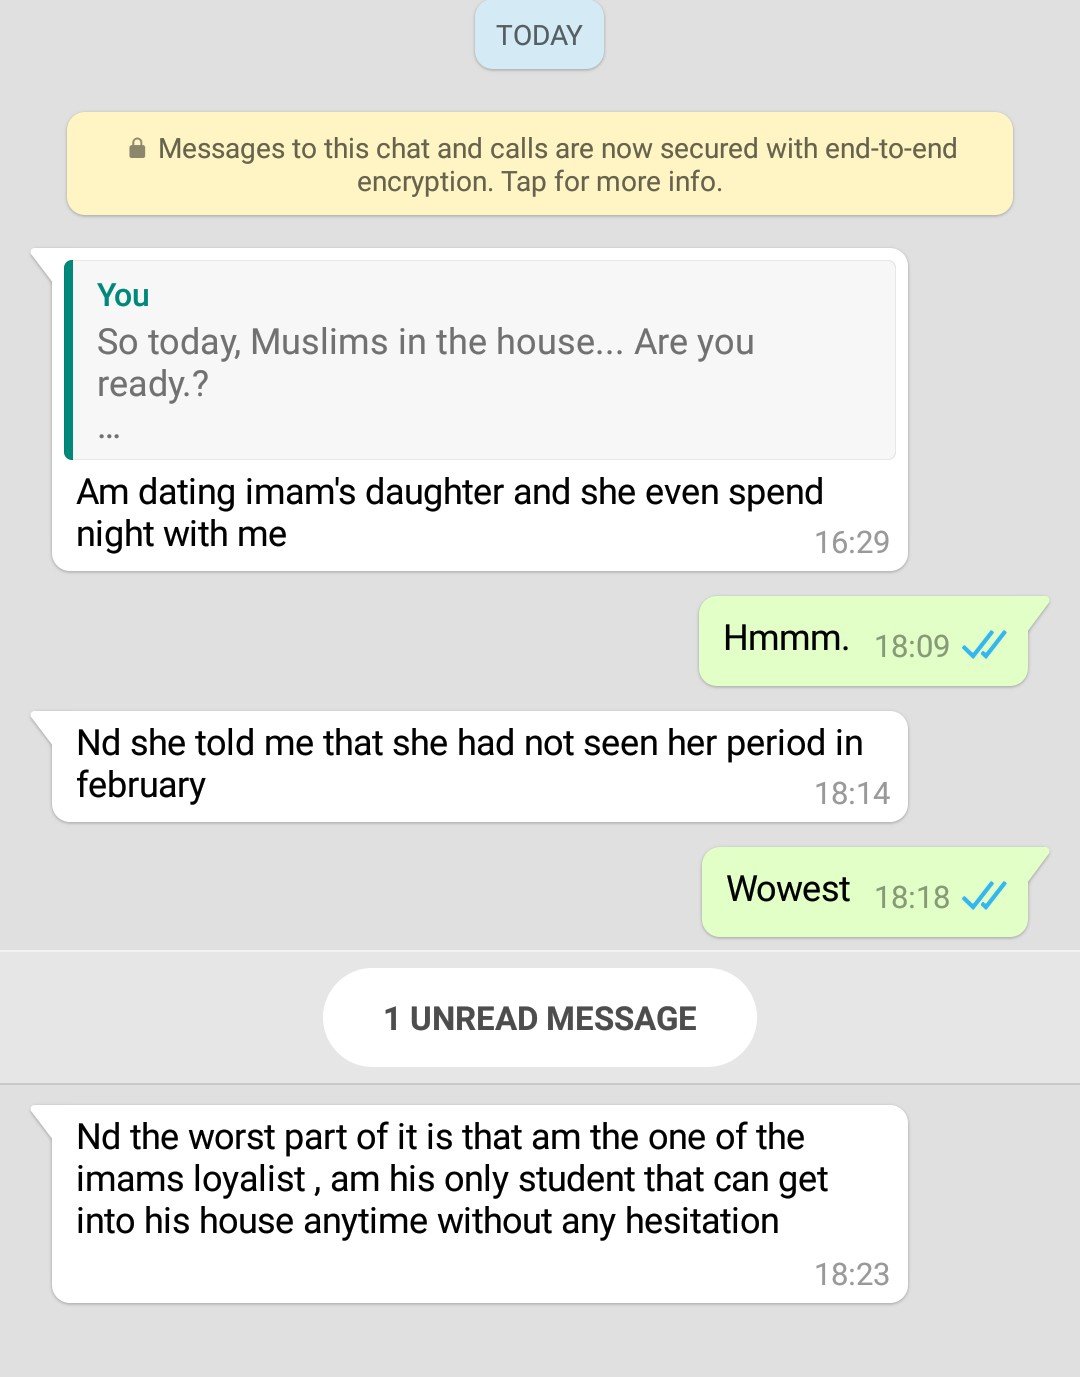 TODAY
Messages to this chat and calls are now secured with end-to-end
encryption. Tap for more info.
You
So today, Muslims in the house... Are you
ready.?
...
Am dating imam's daughter and she even spend
night with me
16:29
Hmmm. 18:09
Nd she told me that she had not seen her period in
february
18:14
Wowest 18:18
1 UNREAD MESSAGE
Nd the worst part of it is that am the one of the
imams loyalist , am his only student that can get
into his house anytime without any hesitation
18:23